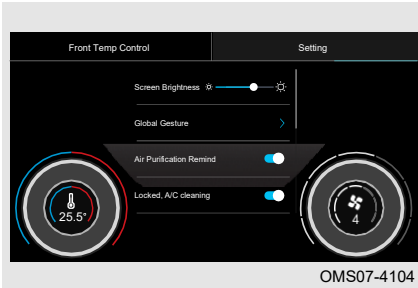 Front Temp Control
Setting
Screen Brightness
Global Gesture
Air Purification Remind
Locked, A/C cleaning
25.5°
4
OMS07-4104